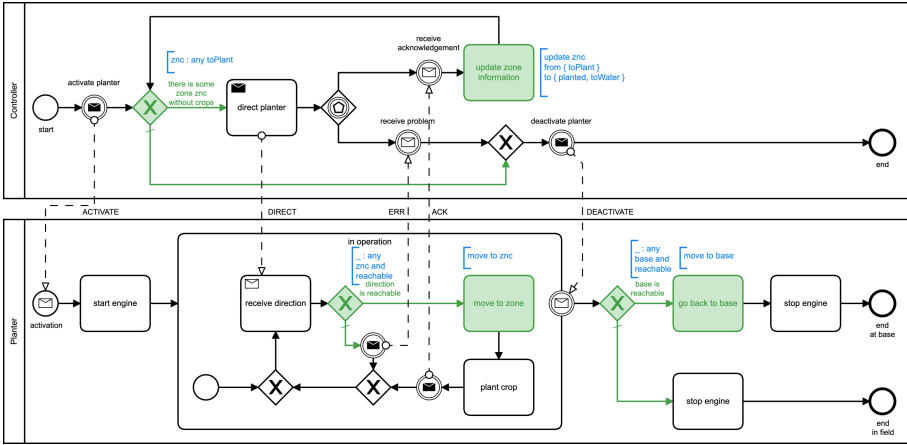 Controller
start
activate planter
znc : any toPlant
there is some
zone znc
without crops
direct planter
receive
acknowledgement
receive problem
update zone
information
update znc
from { toPlant }
to { planted, toWater }
deactivate planter
end
ACTIVATE
DIRECT
ERR
ACK
DEACTIVATE
Planter
activation
start engine
in operation
receive direction
_ : any
znc and
reachable
direction
is reachable
move to znc
move to zone
plant crop
_ : any
base and
reachable
base is
reachable
move to base
go back to base
stop engine
end
at base
stop engine
end
in field